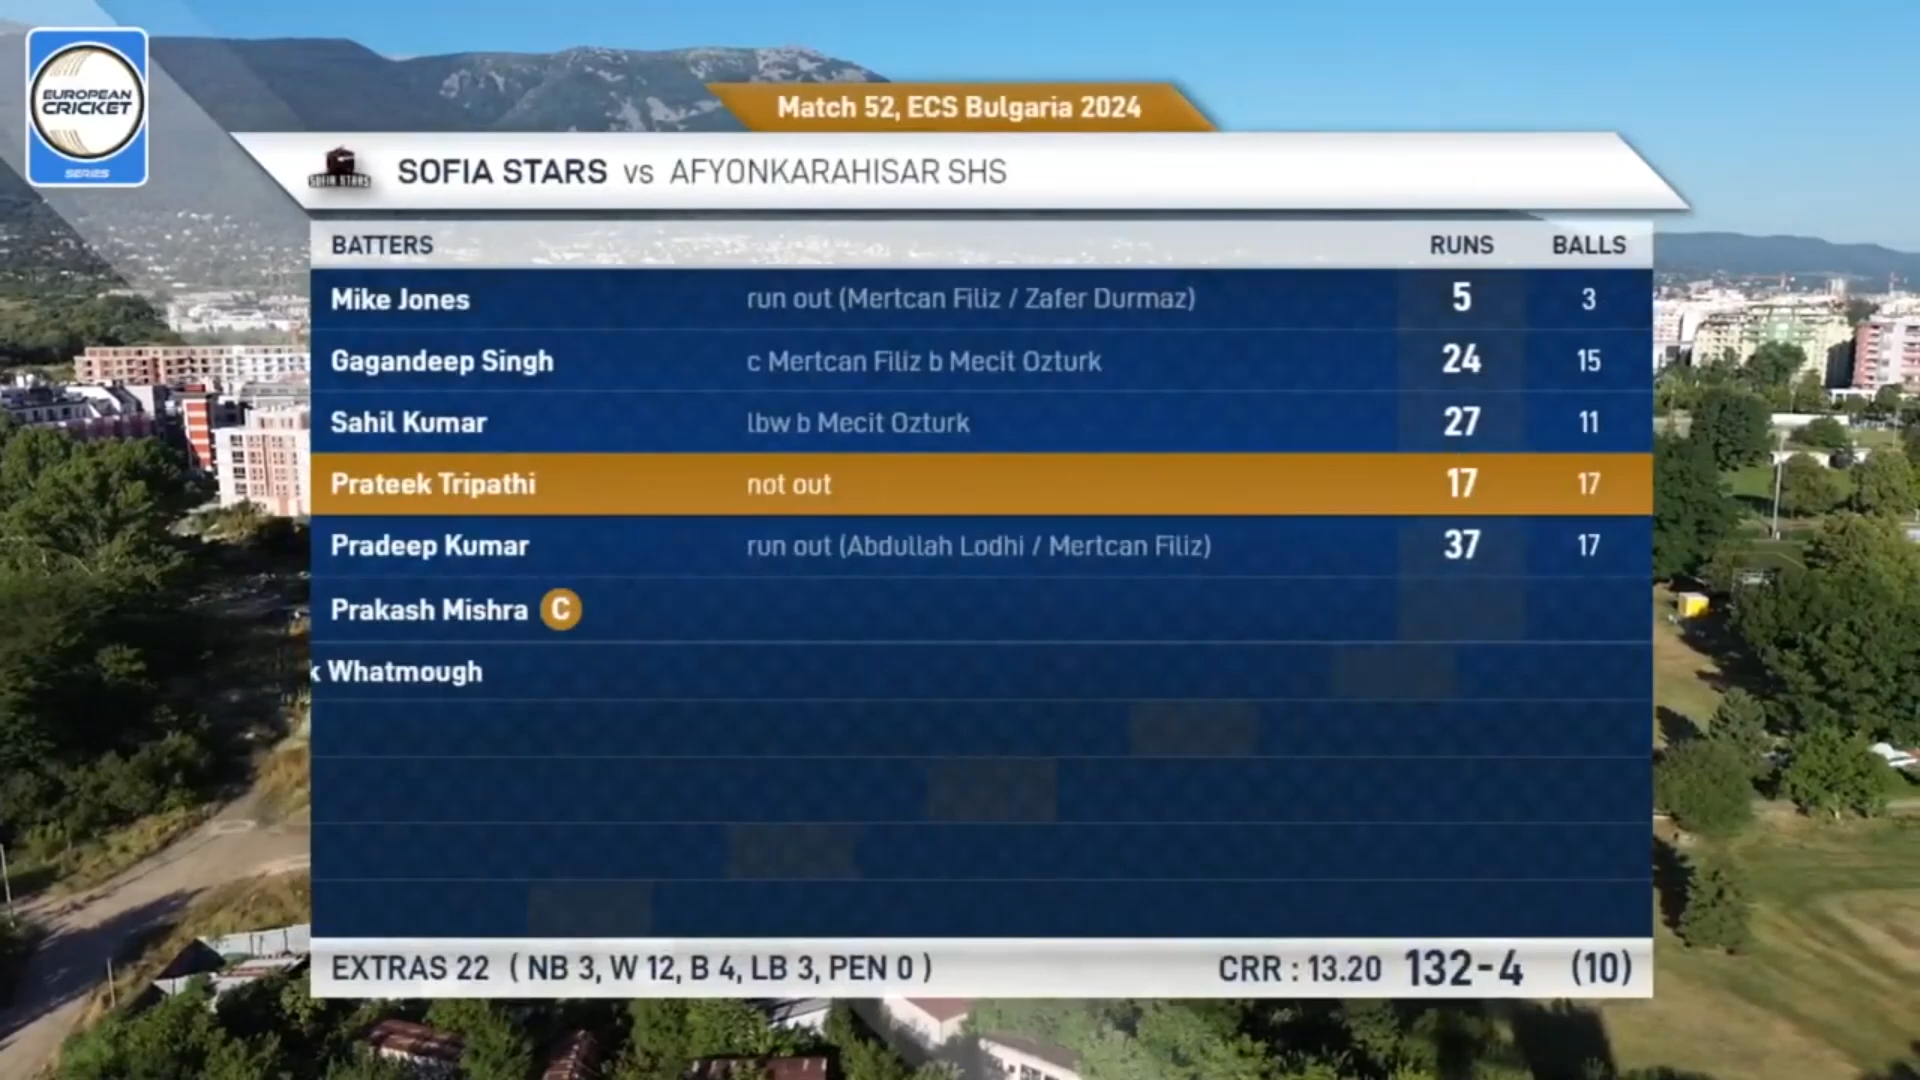 EUROPEAN
CRICKET
SERIES
Match 52, ECS Bulgaria 2024
SOFIA STARS
SOFIA STARS vs AFYONKARAHISAR SHS
BATTERS RUNS BALLS
Mike Jones run out (Mertcan Filiz / Zafer Durmaz) 5 3
Gagandeep Singh c Mertcan Filiz b Mecit Ozturk 24 15
Sahil Kumar lbw b Mecit Ozturk 27 11
Prateek Tripathi not out 17 17
Pradeep Kumar run out (Abdullah Lodhi / Mertcan Filiz) 37 17
Prakash Mishra C
k Whatmough
EXTRAS 22 ( NB 3, W 12, B 4, LB 3, PEN 0 ) CRR : 13.20 132-4 (10)